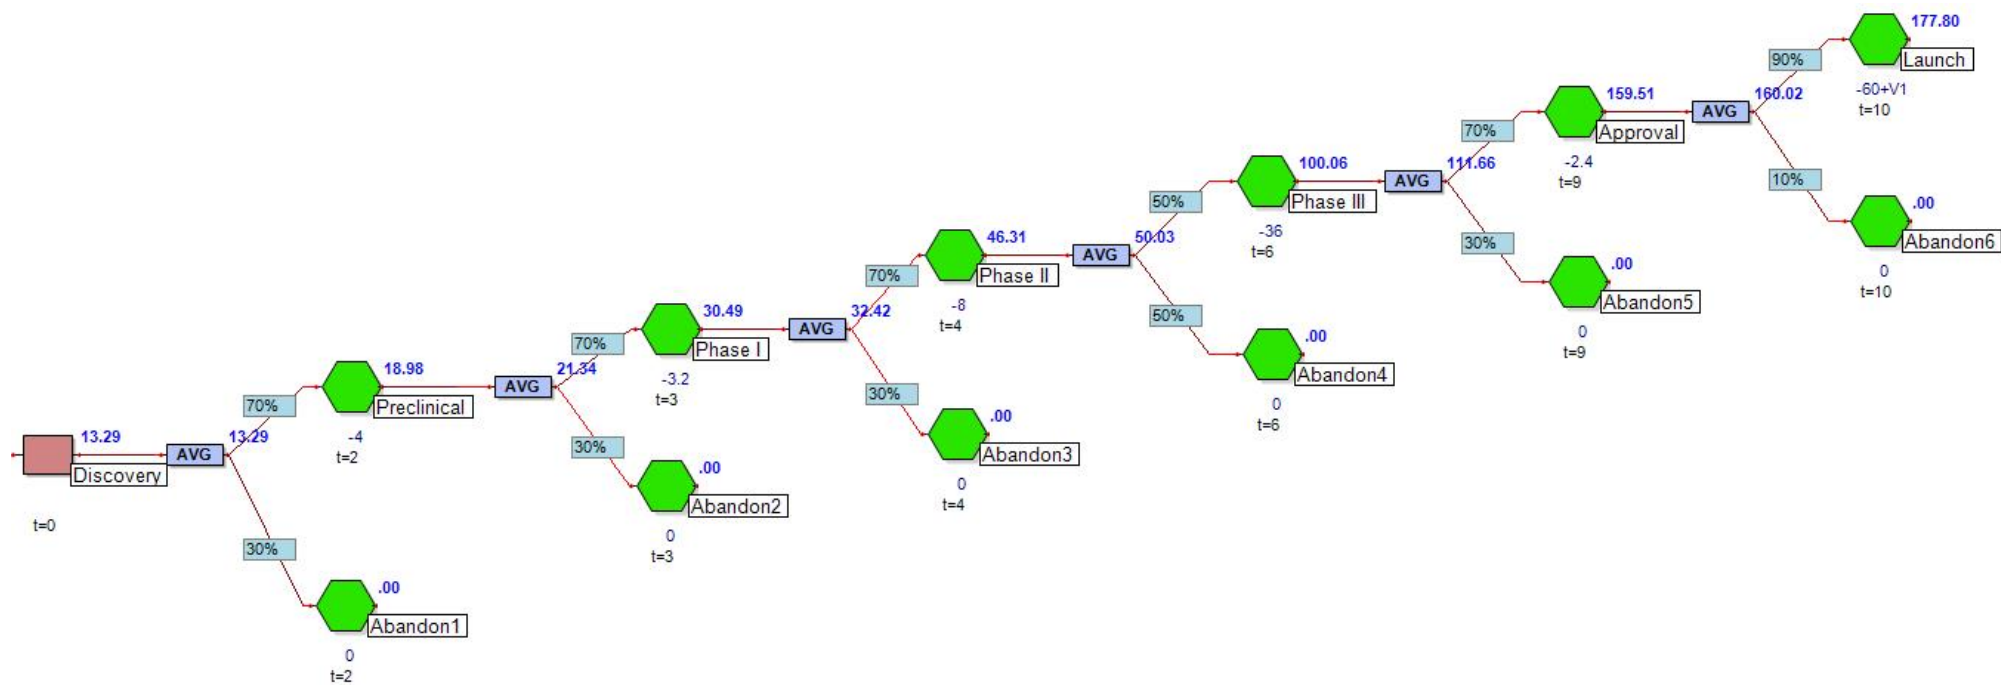 177.80
Launch
90%
-60+V1
t=10
159.51
AVG
160.02
Approval
70%
-2.4
t=9
10%
.00
Abandon6
0
t=10
100.06
AVG
111.66
Phase III
50%
-36
t=6
30%
.00
Abandon5
0
t=9
46.31
AVG
50.03
Phase II
70%
-8
t=4
50%
.00
Abandon4
0
t=6
30.49
AVG
32.42
Phase I
70%
-3.2
t=3
30%
.00
Abandon3
0
t=4
18.98
AVG
21.34
Preclinical
70%
-4
t=2
30%
.00
Abandon2
0
t=3
13.29
AVG
13.29
Discovery
t=0
30%
.00
Abandon1
0
t=2